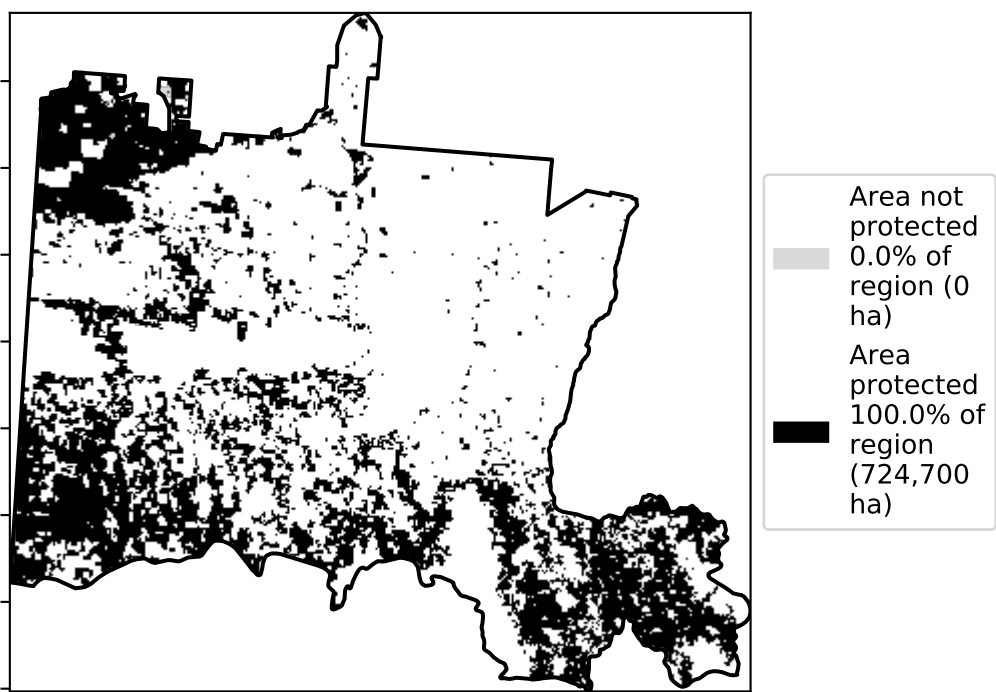 Area not
protected
0.0% of
region (0
ha)
Area
protected
100.0% of
region
(724,700
ha)